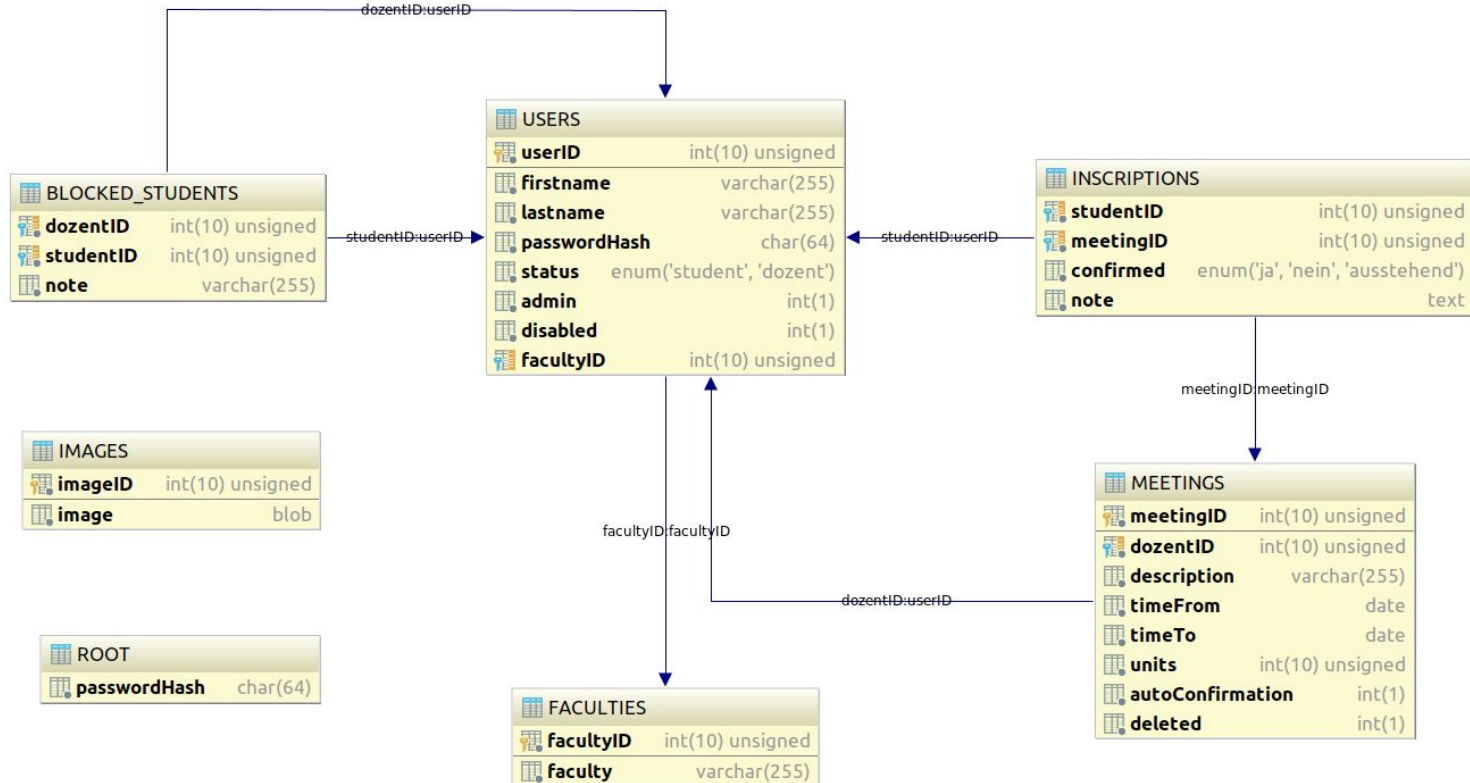 dozentID:userID
USERS
userID int(10) unsigned
firstname varchar(255)
lastname varchar(255)
passwordHash char(64)
status enum('student', 'dozent')
admin int(1)
disabled int(1)
facultyID int(10) unsigned
BLOCKED_STUDENTS
dozentID int(10) unsigned
studentID int(10) unsigned
note varchar(255)
studentID:userID
studentID:userID
INSCRIPTIONS
studentID int(10) unsigned
meetingID int(10) unsigned
confirmed enum('ja', 'nein', 'ausstehend')
note text
meetingID:meetingID
IMAGES
imageID int(10) unsigned
image blob
facultyID:facultyID
MEETINGS
meetingID int(10) unsigned
dozentID int(10) unsigned
description varchar(255)
timeFrom date
timeTo date
units int(10) unsigned
autoConfirmation int(1)
deleted int(1)
dozentID:userID
ROOT
passwordHash char(64)
FACULTIES
facultyID int(10) unsigned
faculty varchar(255)